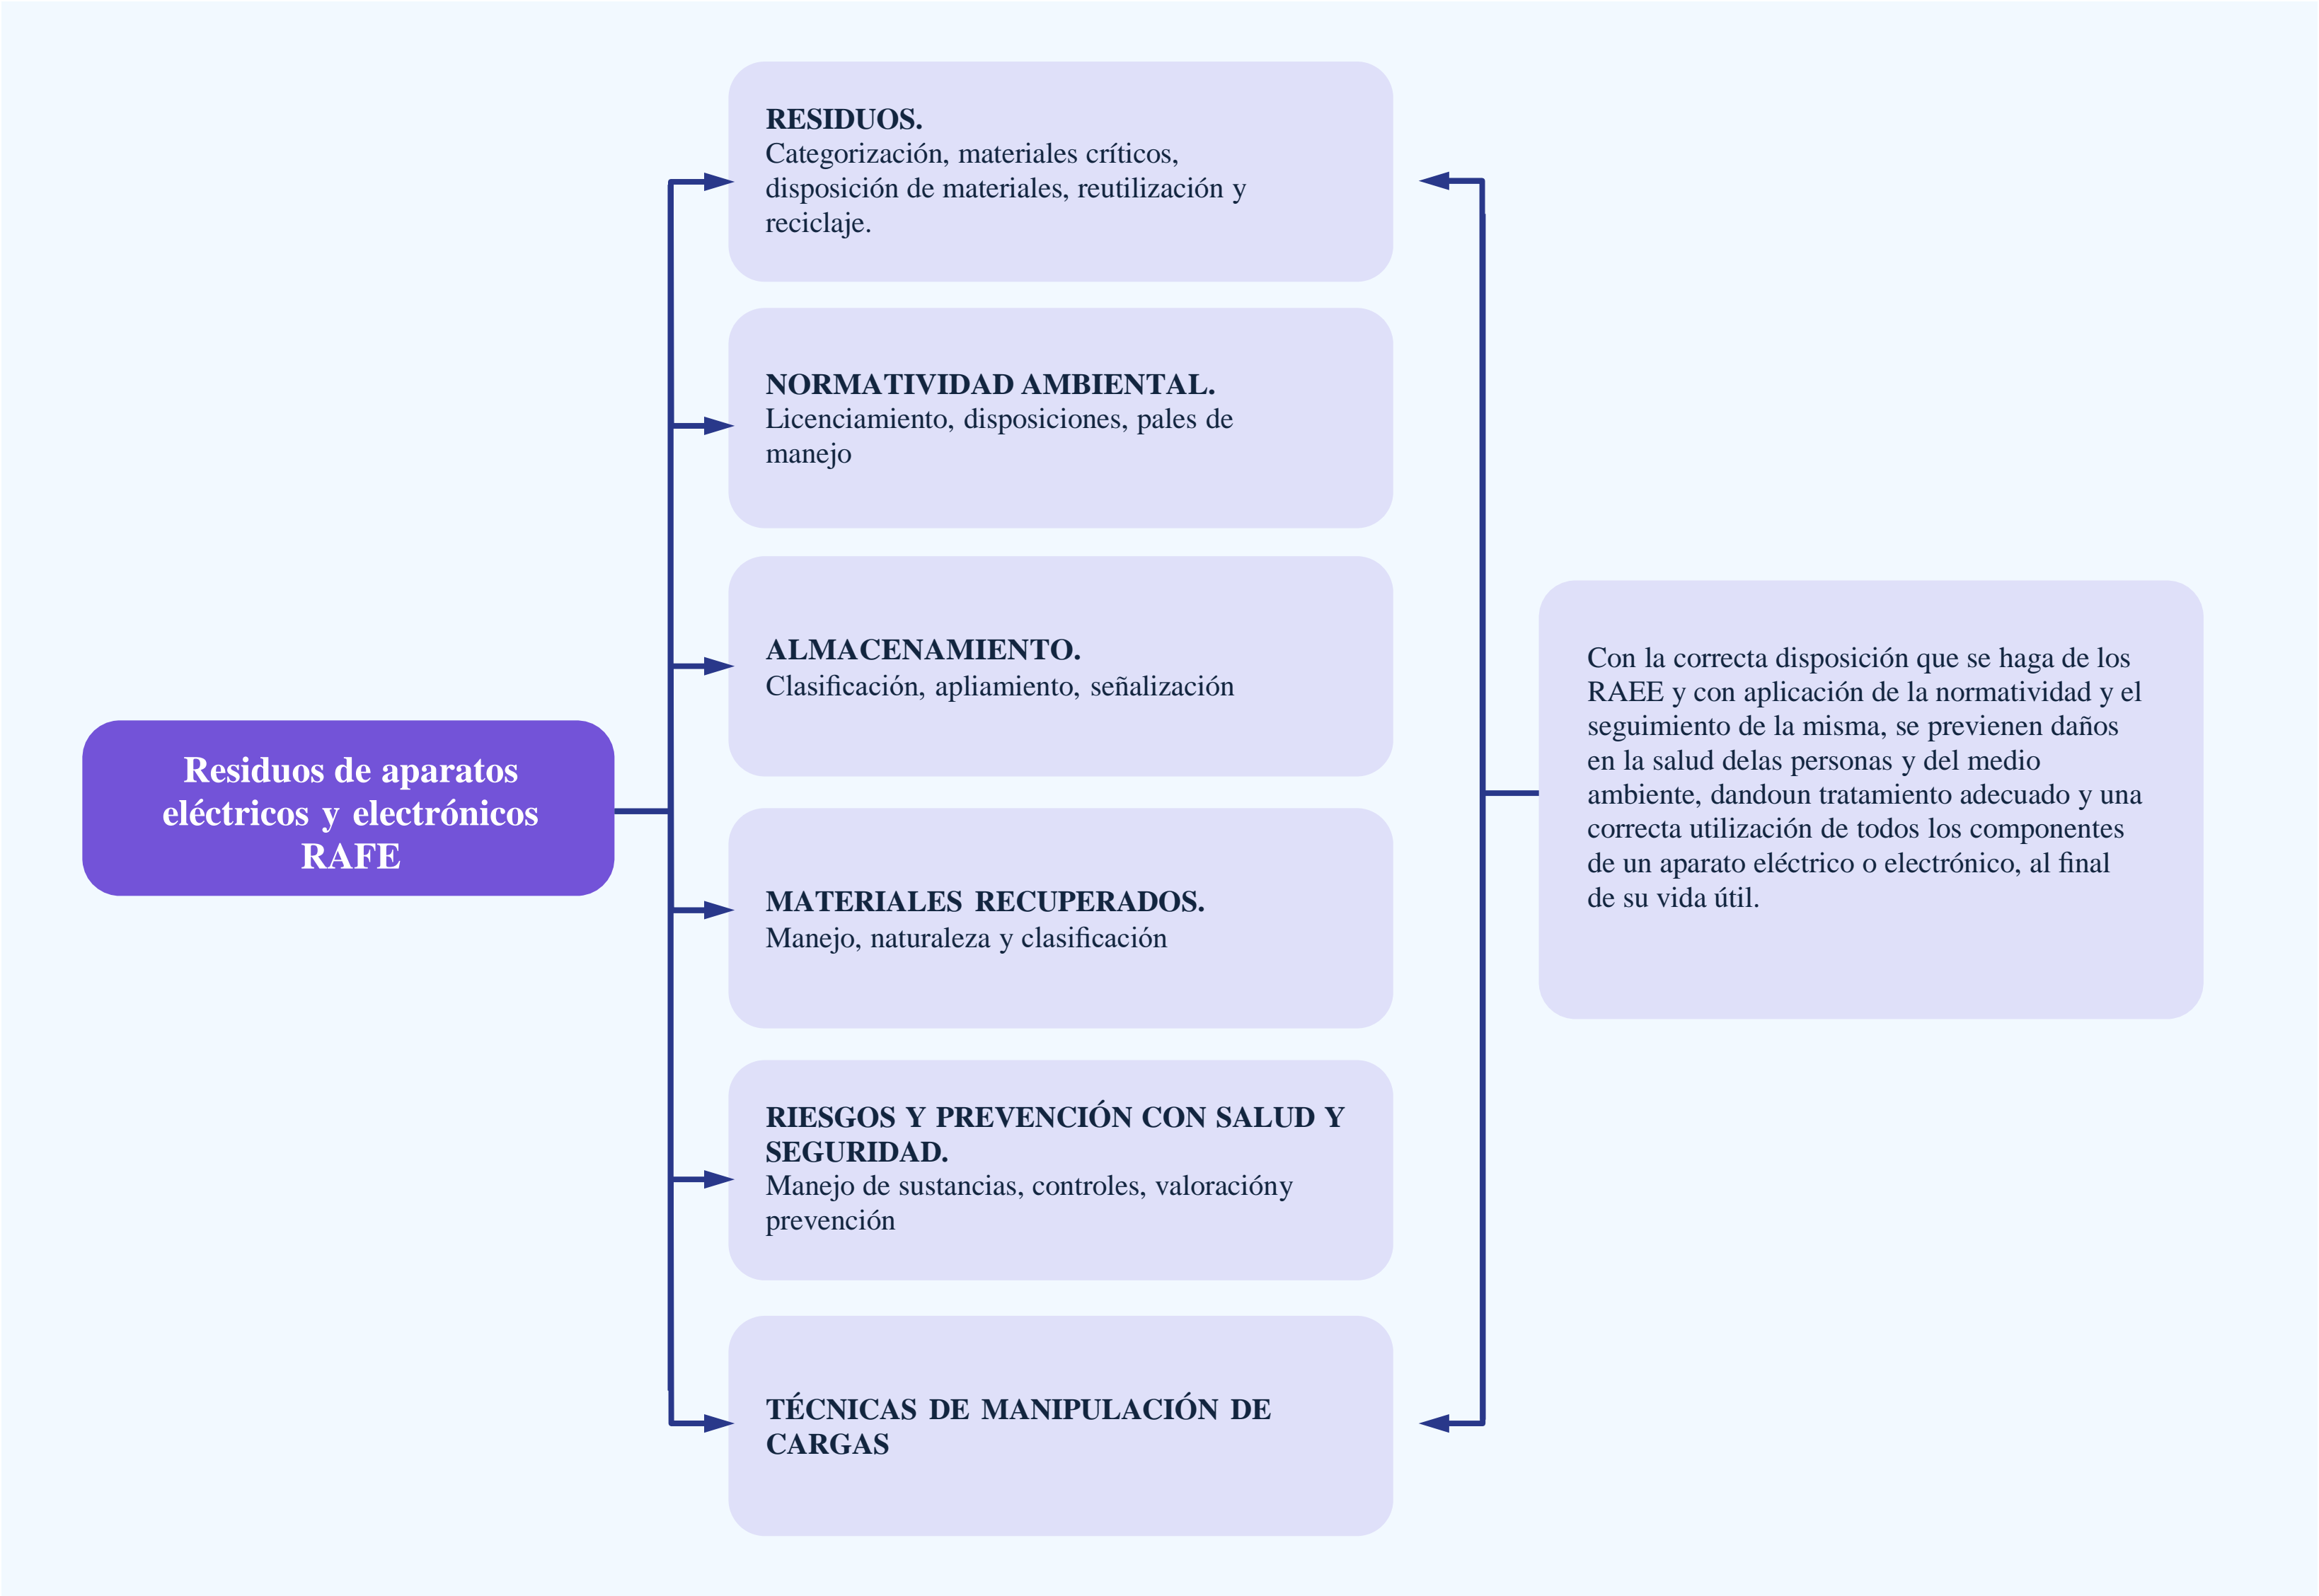 Residuos de aparatos
eléctricos y electrónicos
RAFE
RESIDUOS.
Categorización, materiales críticos,
disposición de materiales, reutilización y
reciclaje.
NORMATIVIDAD AMBIENTAL.
Licenciamiento, disposiciones, pales de
manejo
ALMACENAMIENTO.
Clasificación, apliamiento, señalización
MATERIALES RECUPERADOS.
Manejo, naturaleza y clasificación
RIESGOS Y PREVENCIÓN CON SALUD Y
SEGURIDAD.
Manejo de sustancias, controles, valoracióny
prevención
TÉCNICAS DE MANIPULACIÓN DE
CARGAS
Con la correcta disposición que se haga de los
RAEE y con aplicación de la normatividad y el
seguimiento de la misma, se previenen daños
en la salud delas personas y del medio
ambiente, dandoun tratamiento adecuado y una
correcta utilización de todos los componentes
de un aparato eléctrico o electrónico, al final
de su vida útil.